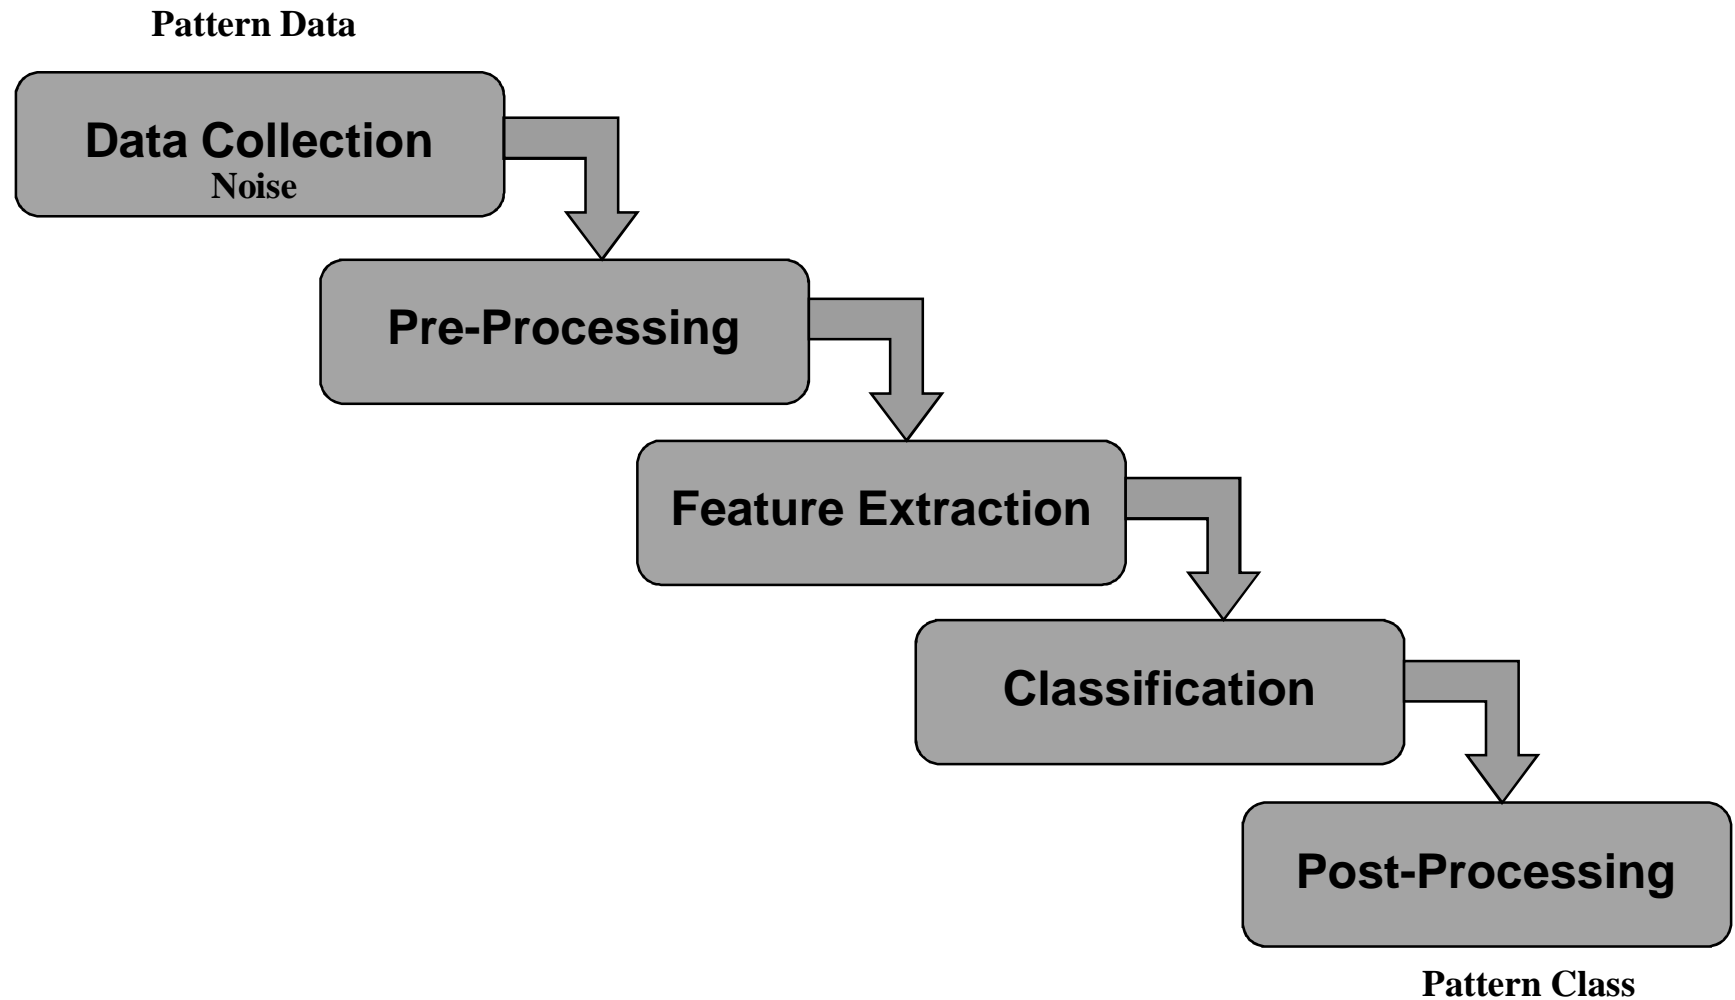 Pattern Data
Data Collection
Noise
Pre-Processing
Feature Extraction
Classification
Post-Processing
Pattern Class